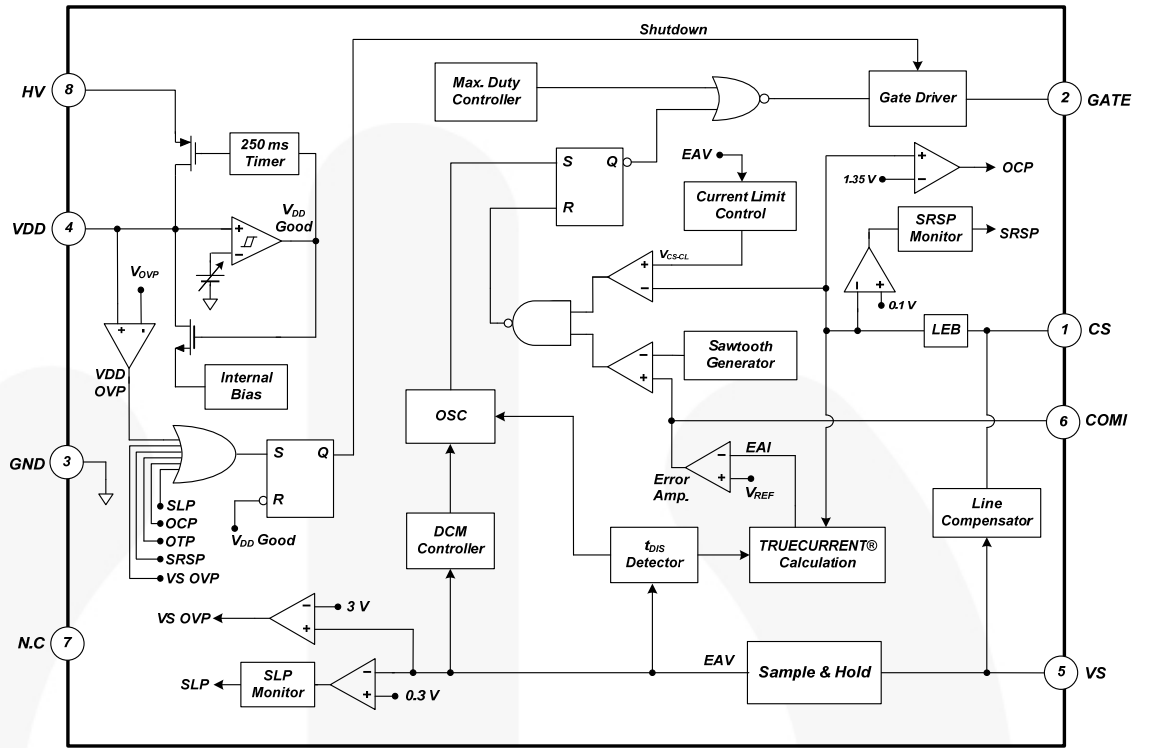 Shutdown
HV
8
Max. Duty
Controller
Gate Driver
2
GATE
250 ms
Timer
S
Q
R
EAV
Current Limit
Control
+
1.35 V
−
OCP
VDD
4
VDD
Good
+
−
SRSP
Monitor
SRSP
VCS-CL
+
−
VOVP
− +
0.1 V
+ -
LEB
1
CS
VDD
OVP
Internal
Bias
−
+
Sawtooth
Generator
OSC
6
COMI
GND
3
S
Q
R
VDD Good
SLP
OCP
OTP
SRSP
VS OVP
EAI
−
+
Error
Amp.
VREF
Line
Compensator
DCM
Controller
tDIS
Detector
TRUECURRENT®
Calculation
VS OVP
−
+
3 V
N.C
7
EAV
Sample & Hold
5
VS
SLP
SLP
Monitor
−
+
0.3 V